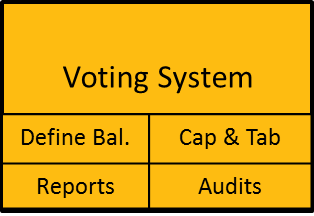 Voting System
Define Bal.
Cap & Tab
Reports
Audits